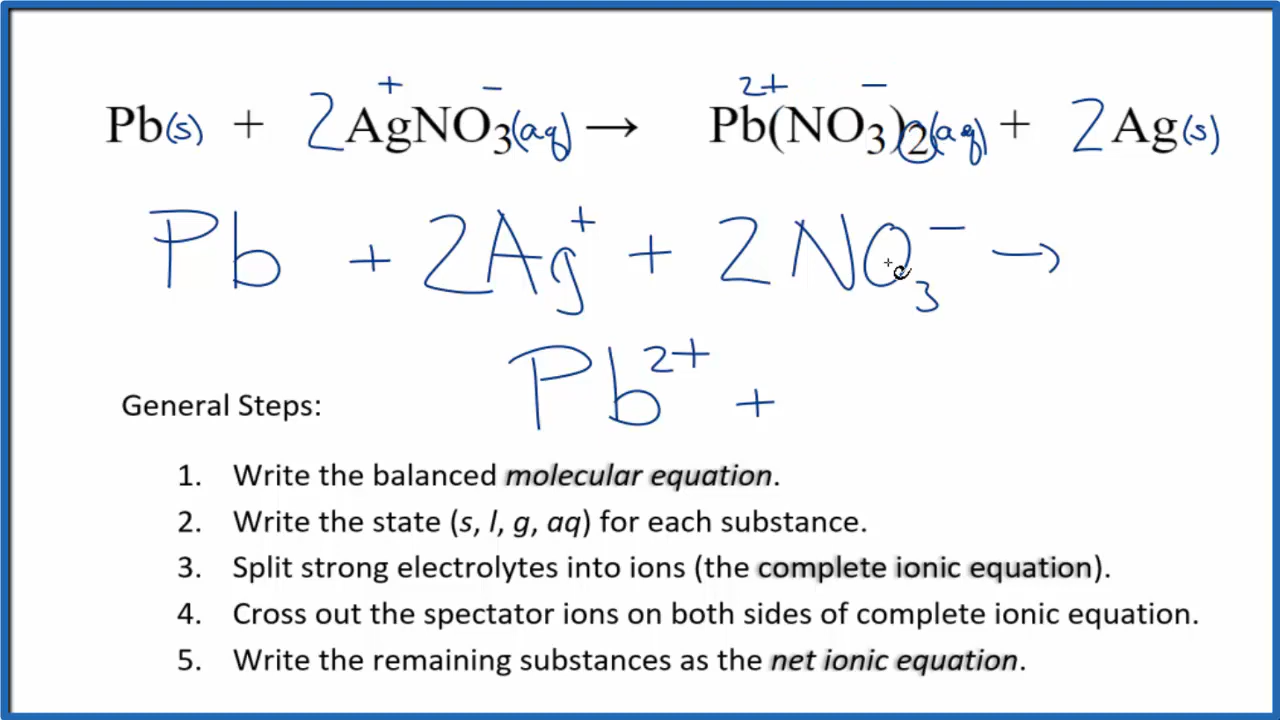 Pb(s) + 2AgNO₃(aq) → Pb(NO₃)₂(aq) + 2Ag(s)
+ − 2+ −
Pb + 2Ag⁺ + 2NO₃⁻ →
Pb²⁺ +
General Steps:
1. Write the balanced molecular equation.
2. Write the state (s, l, g, aq) for each substance.
3. Split strong electrolytes into ions (the complete ionic equation).
4. Cross out the spectator ions on both sides of complete ionic equation.
5. Write the remaining substances as the net ionic equation.